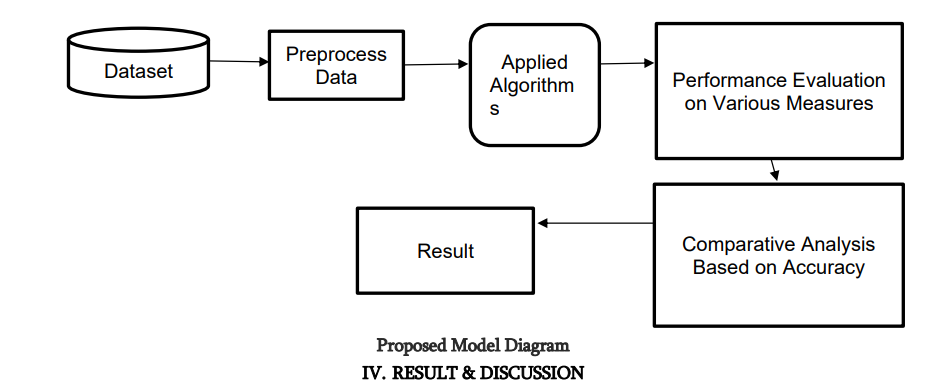 Dataset
Preprocess
Data
Applied
Algorithm
s
Performance Evaluation
on Various Measures
Comparative Analysis
Based on Accuracy
Result
Proposed Model Diagram
IV. RESULT & DISCUSSION